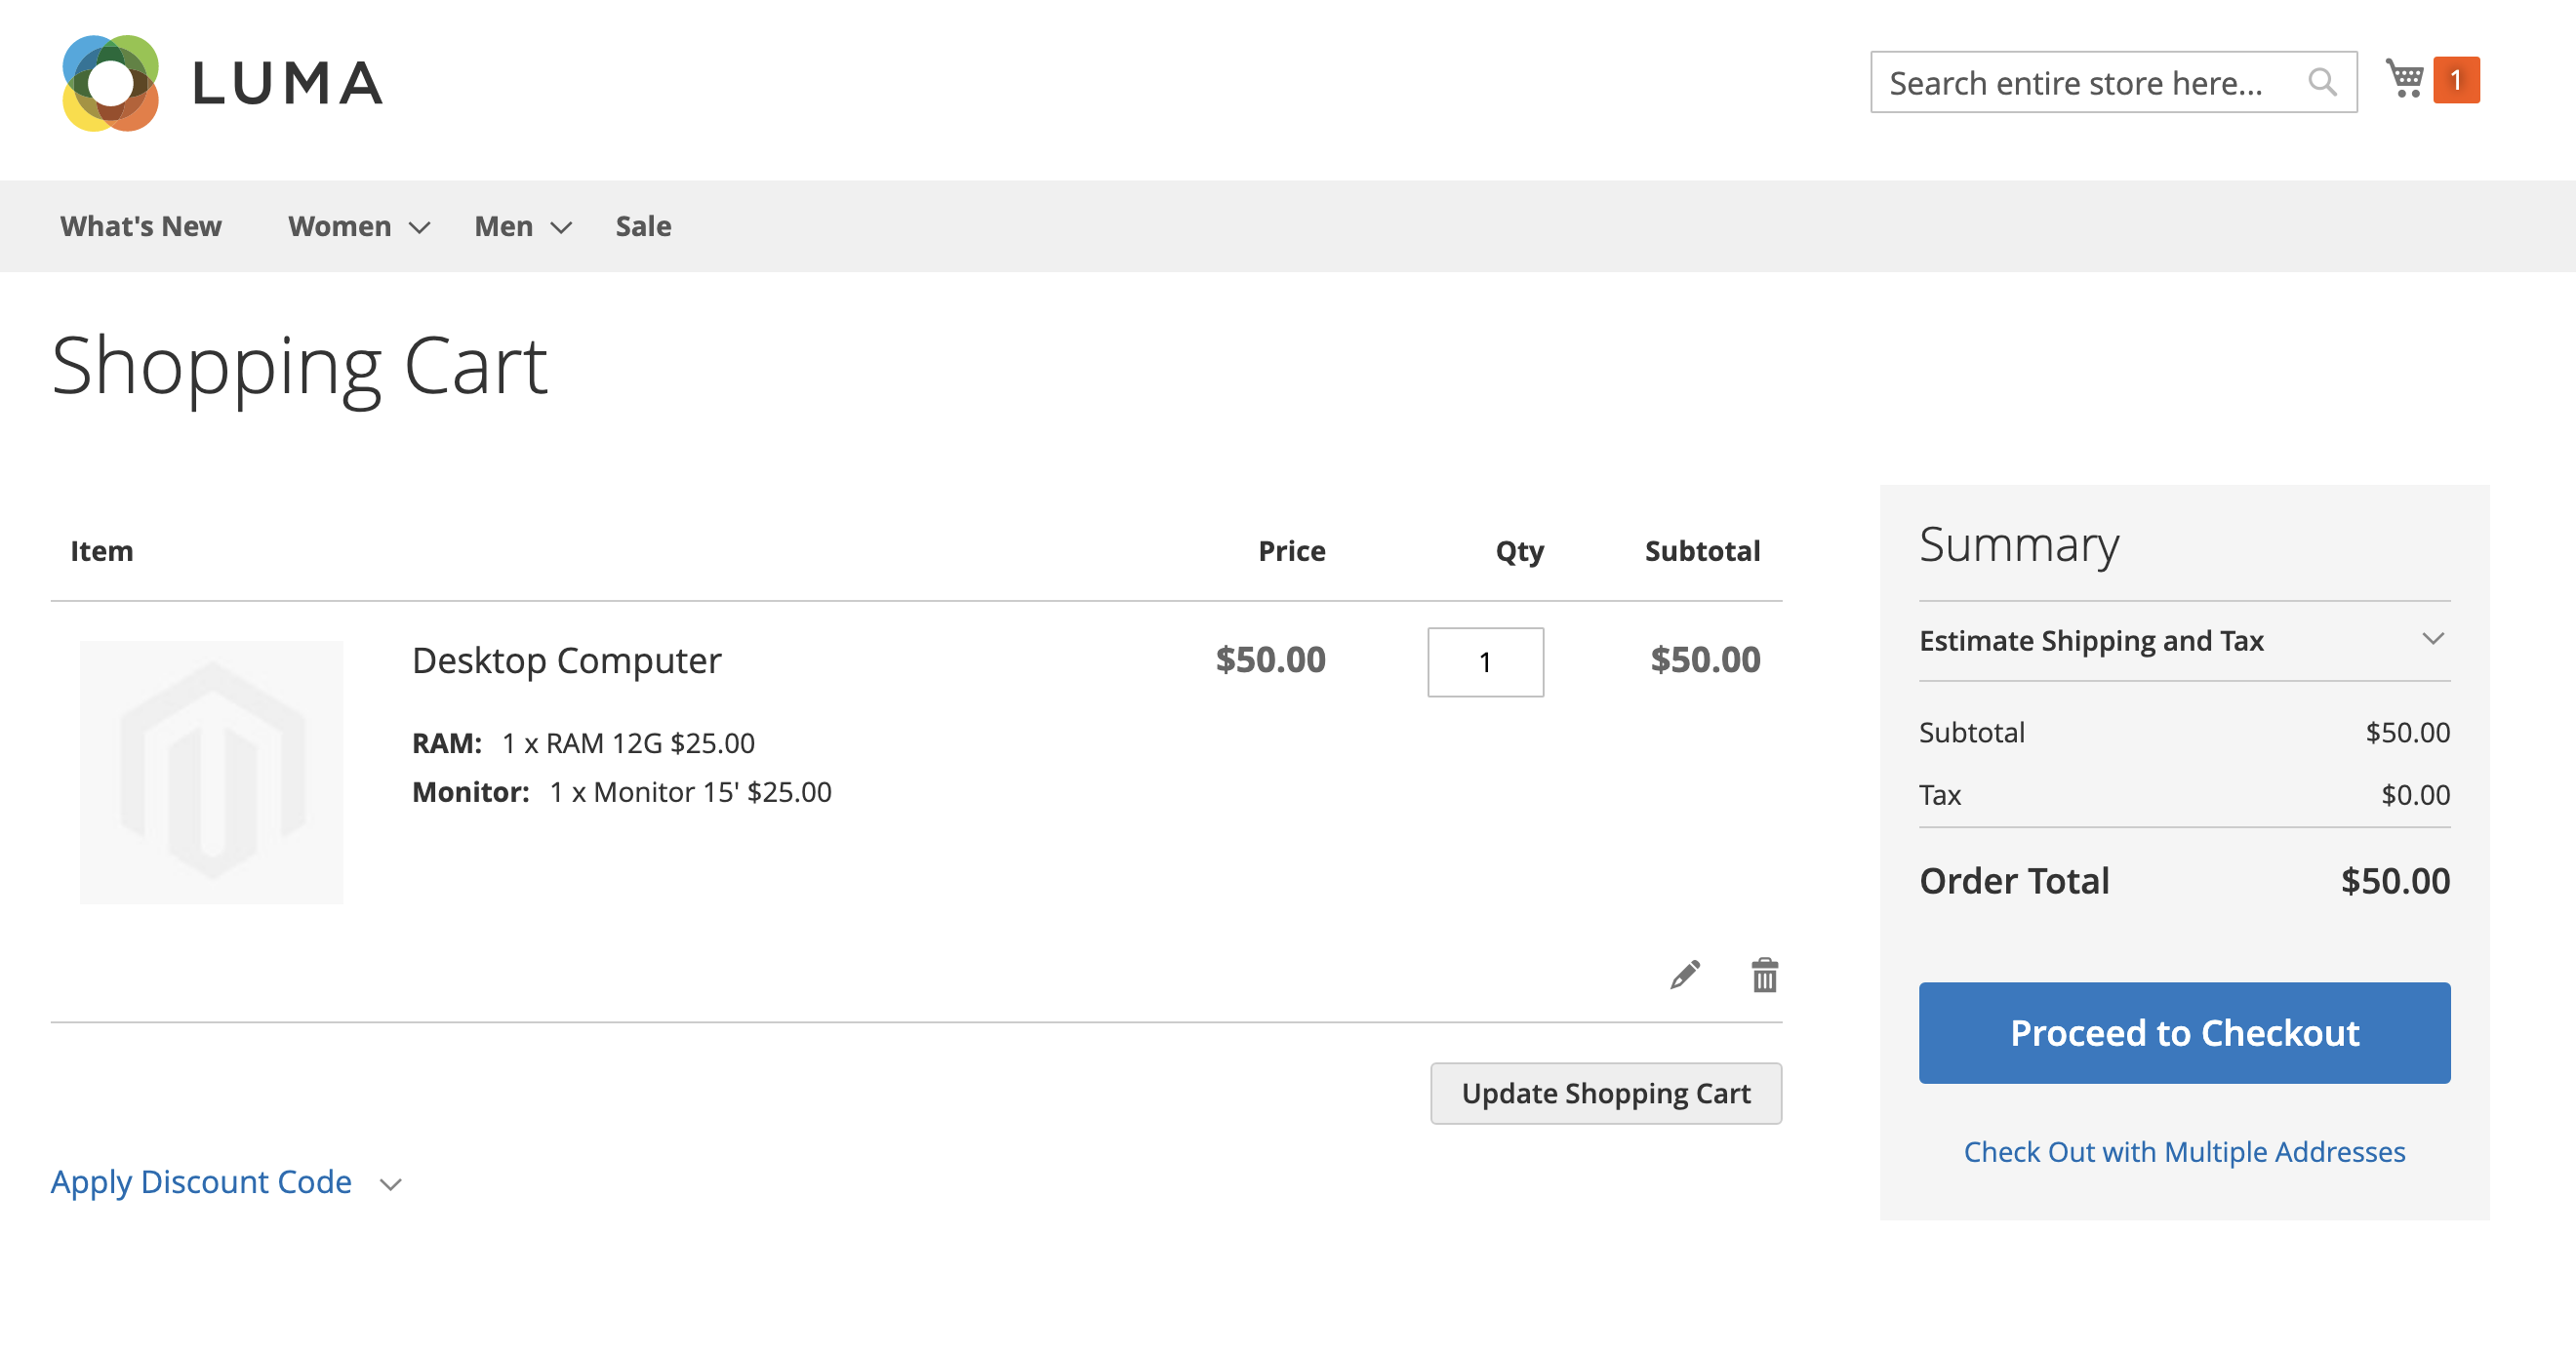 LUMA
Search entire store here...
1
What's New Women Men Sale
Shopping Cart
Item Price Qty Subtotal
Desktop Computer $50.00 1 $50.00
RAM: 1 x RAM 12G $25.00
Monitor: 1 x Monitor 15' $25.00
Update Shopping Cart
Apply Discount Code
Summary
Estimate Shipping and Tax
Subtotal $50.00
Tax $0.00
Order Total $50.00
Proceed to Checkout
Check Out with Multiple Addresses